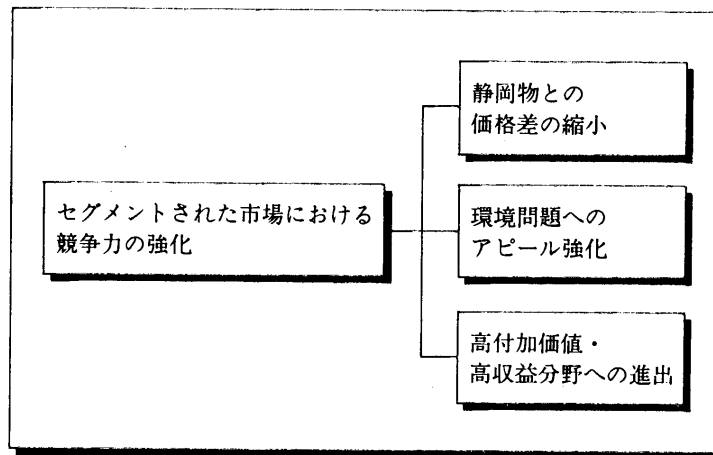 セグメントされた市場における
競争力の強化
静岡物との
価格差の縮小
環境問題への
アピール強化
高付加価値・
高収益分野への進出